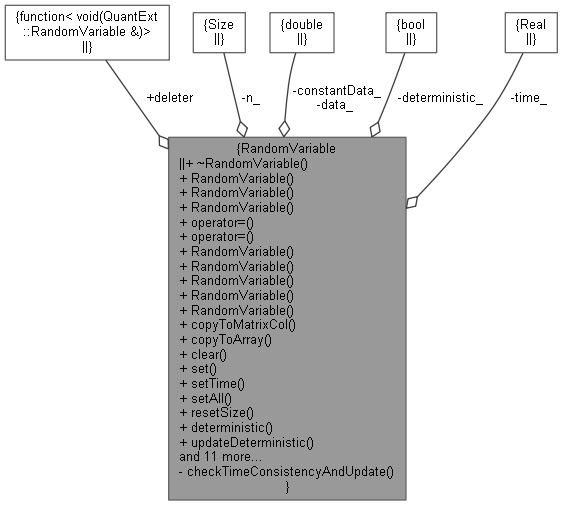 {function< void(QuantExt
::RandomVariable &)>
||}
{Size
||}
{double
||}
{bool
||}
{Real
||}
+deleter
-n_
-constantData_
-data_
-deterministic_
-time_
{RandomVariable
||+ ~RandomVariable()
+ RandomVariable()
+ RandomVariable()
+ RandomVariable()
+ operator=()
+ operator=()
+ RandomVariable()
+ RandomVariable()
+ RandomVariable()
+ RandomVariable()
+ RandomVariable()
+ copyToMatrixCol()
+ copyToArray()
+ clear()
+ set()
+ setTime()
+ setAll()
+ resetSize()
+ deterministic()
+ updateDeterministic()
and 11 more...
- checkTimeConsistencyAndUpdate()
}